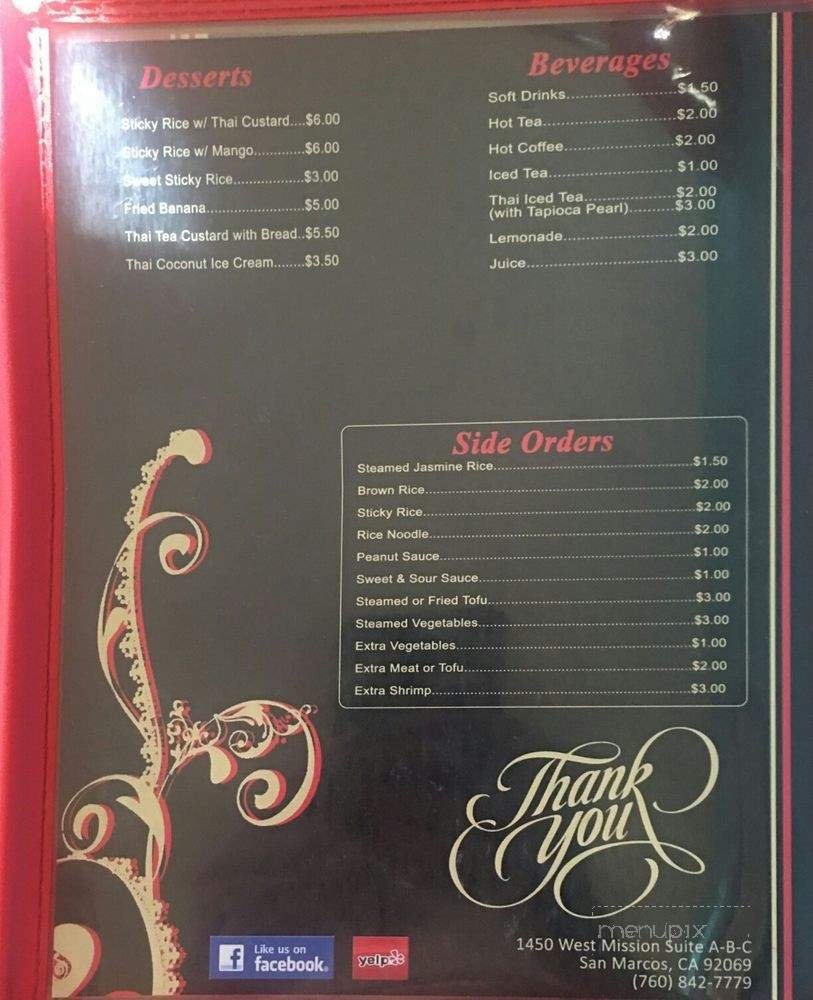 Desserts
Sticky Rice w/ Thai Custard....$6.00
Sticky Rice w/ Mango............$6.00
Sweet Sticky Rice..................$3.00
Fried Banana.........................$5.00
Thai Tea Custard with Bread..$5.50
Thai Coconut Ice Cream........$3.50
Beverages
Soft Drinks.........................$1.50
Hot Tea..............................$2.00
Hot Coffee.........................$2.00
Iced Tea............................ $1.00
Thai Iced Tea.....................$2.00
(with Tapioca Pearl)..........$3.00
Lemonade.........................$2.00
Juice..................................$3.00
Side Orders
Steamed Jasmine Rice.............................................$1.50
Brown Rice............................................................$2.00
Sticky Rice.............................................................$2.00
Rice Noodle...........................................................$2.00
Peanut Sauce.........................................................$1.00
Sweet & Sour Sauce................................................$1.00
Steamed or Fried Tofu..............................................$3.00
Steamed Vegetables................................................$3.00
Extra Vegetables.....................................................$1.00
Extra Meat or Tofu...................................................$2.00
Extra Shrimp...........................................................$3.00
Thank
You
menupix
1450 West Mission Suite A-B-C
San Marcos, CA 92069
(760) 842-7779
f Like us on
facebook.
yelp